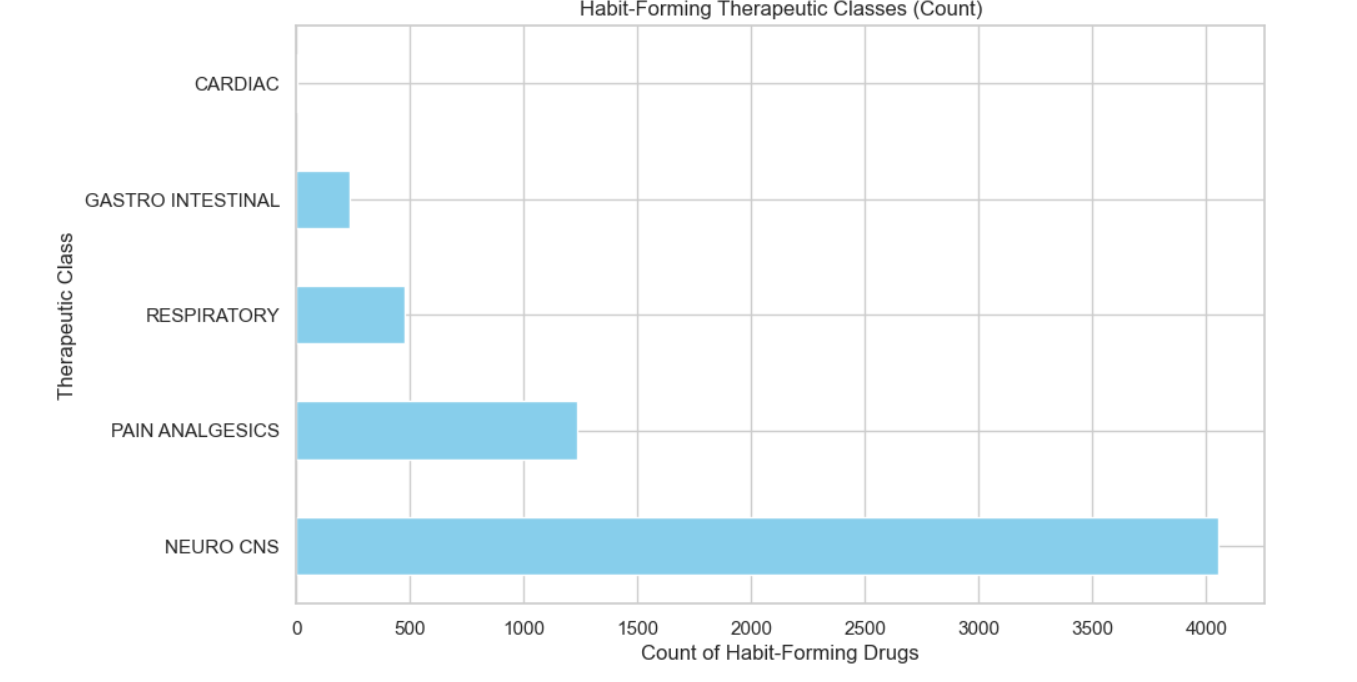 Habit-Forming Therapeutic Classes (Count)
Therapeutic Class
CARDIAC
GASTRO INTESTINAL
RESPIRATORY
PAIN ANALGESICS
NEURO CNS
0 500 1000 1500 2000 2500 3000 3500 4000
Count of Habit-Forming Drugs